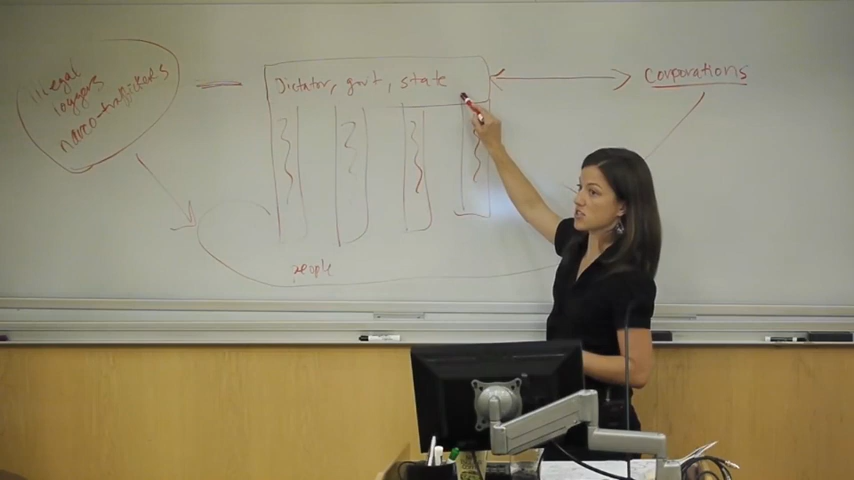 Illegal
loggers
narco-traffickers
Dictator, govt, state
Corporations
people